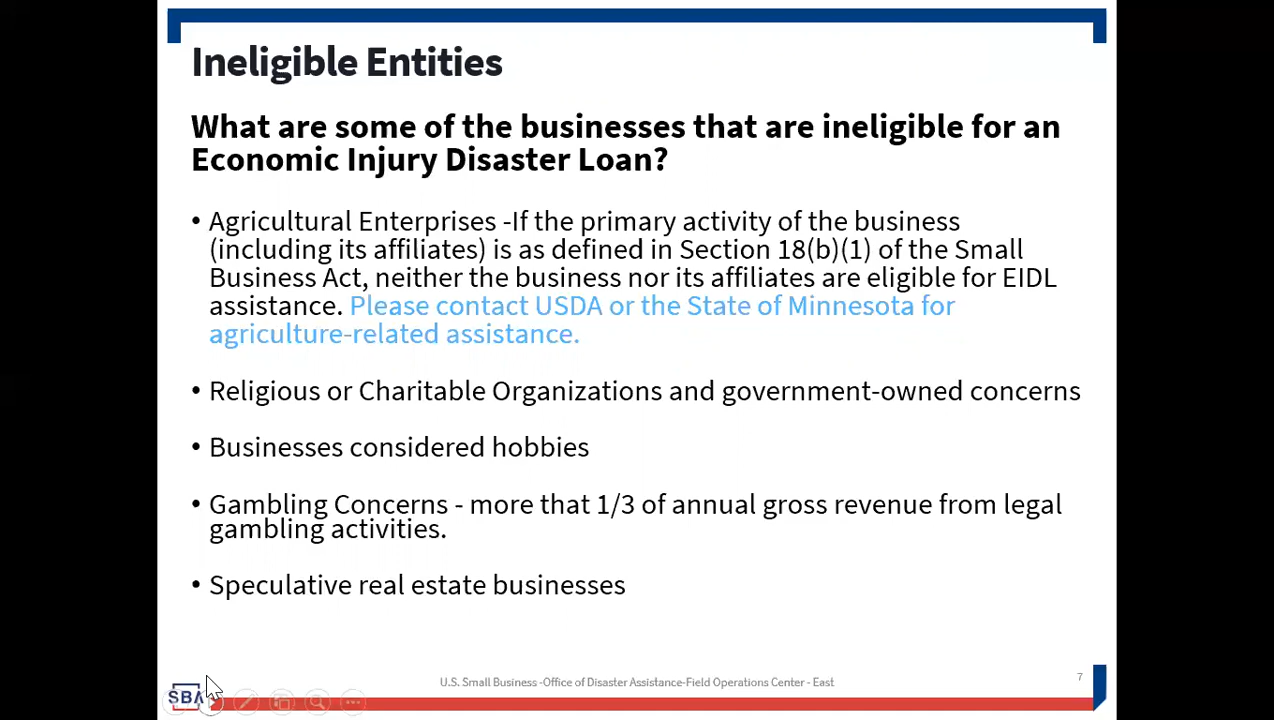 Ineligible Entities
What are some of the businesses that are ineligible for an
Economic Injury Disaster Loan?
• Agricultural Enterprises -If the primary activity of the business
(including its affiliates) is as defined in Section 18(b)(1) of the Small
Business Act, neither the business nor its affiliates are eligible for EIDL
assistance. Please contact USDA or the State of Minnesota for
agriculture-related assistance.
• Religious or Charitable Organizations and government-owned concerns
• Businesses considered hobbies
• Gambling Concerns - more that 1/3 of annual gross revenue from legal
gambling activities.
• Speculative real estate businesses
U.S. Small Business -Office of Disaster Assistance-Field Operations Center - East
7
SBA